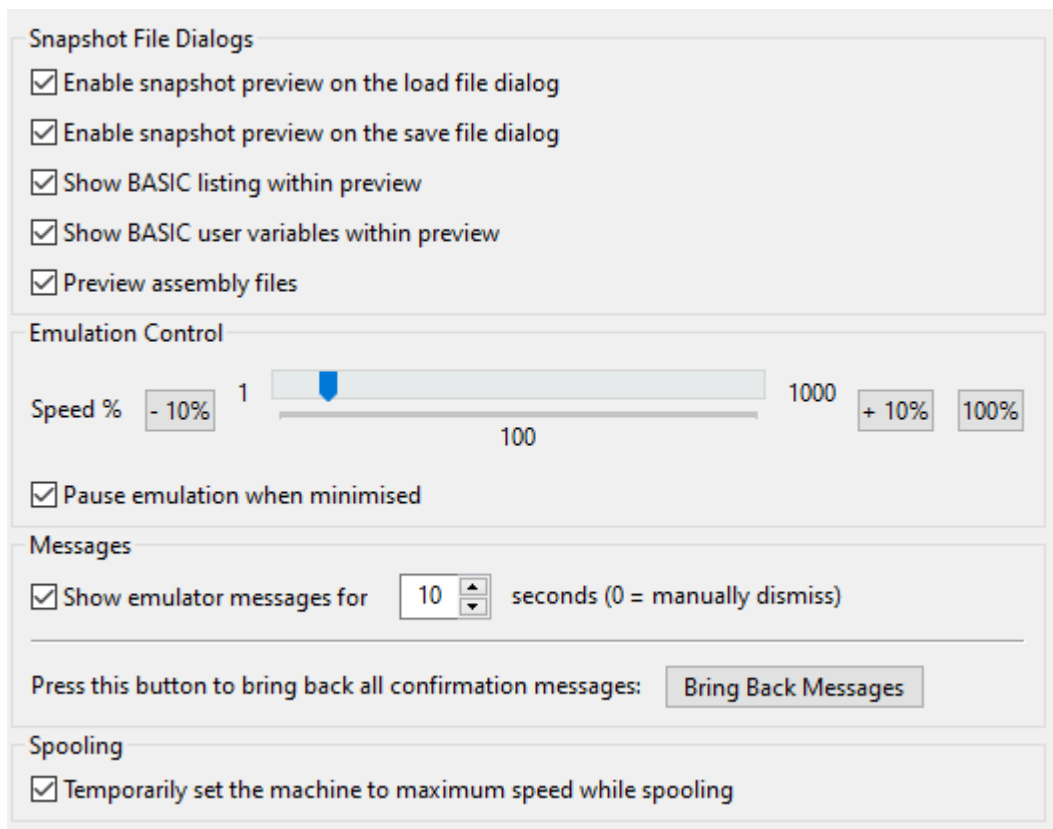 Snapshot File Dialogs
Enable snapshot preview on the load file dialog
Enable snapshot preview on the save file dialog
Show BASIC listing within preview
Show BASIC user variables within preview
Preview assembly files
Emulation Control
Speed % - 10% 1 1000 + 10% 100%
100
Pause emulation when minimised
Messages
Show emulator messages for 10 seconds (0 = manually dismiss)
Press this button to bring back all confirmation messages: Bring Back Messages
Spooling
Temporarily set the machine to maximum speed while spooling